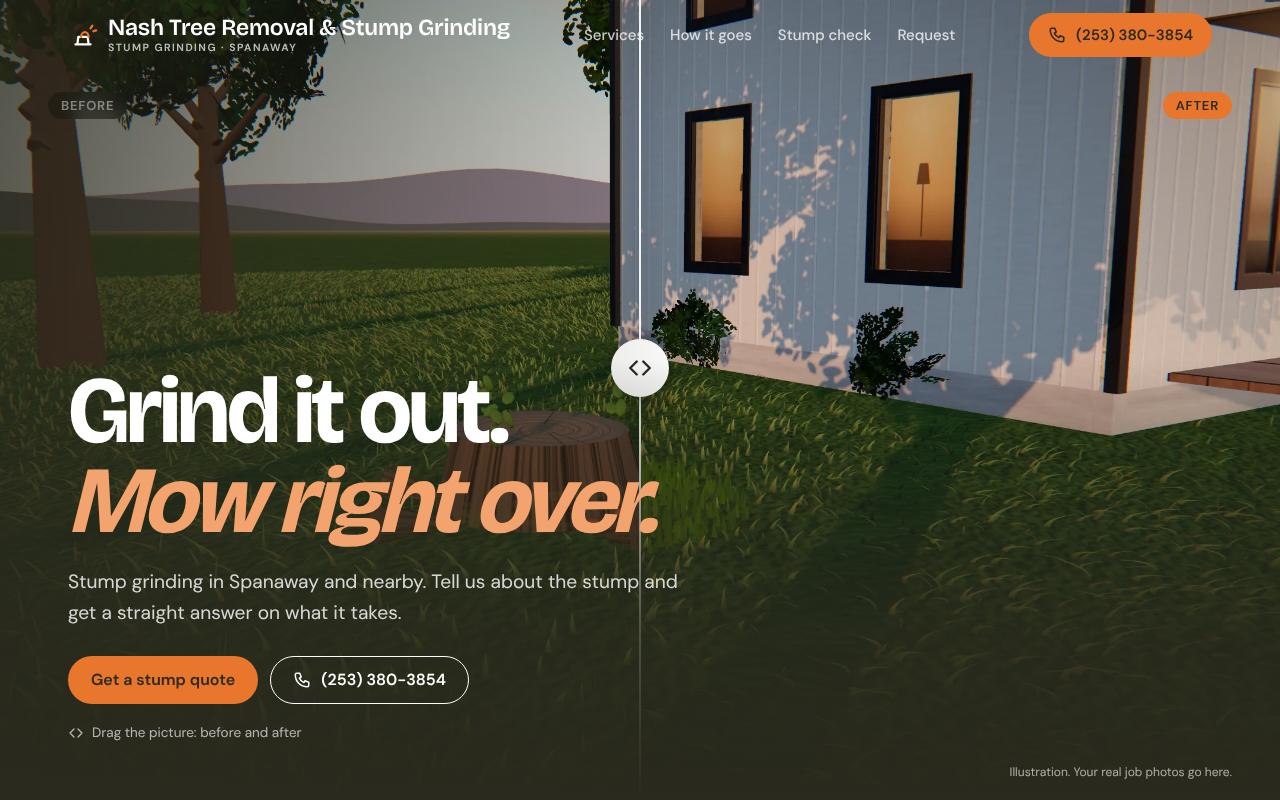 Nash Tree Removal & Stump Grinding
STUMP GRINDING · SPANAWAY
Services
How it goes
Stump check
Request
(253) 380-3854
BEFORE
AFTER
Grind it out.
Mow right over.
Stump grinding in Spanaway and nearby. Tell us about the stump and
get a straight answer on what it takes.
Get a stump quote
(253) 380-3854
Drag the picture: before and after
Illustration. Your real job photos go here.